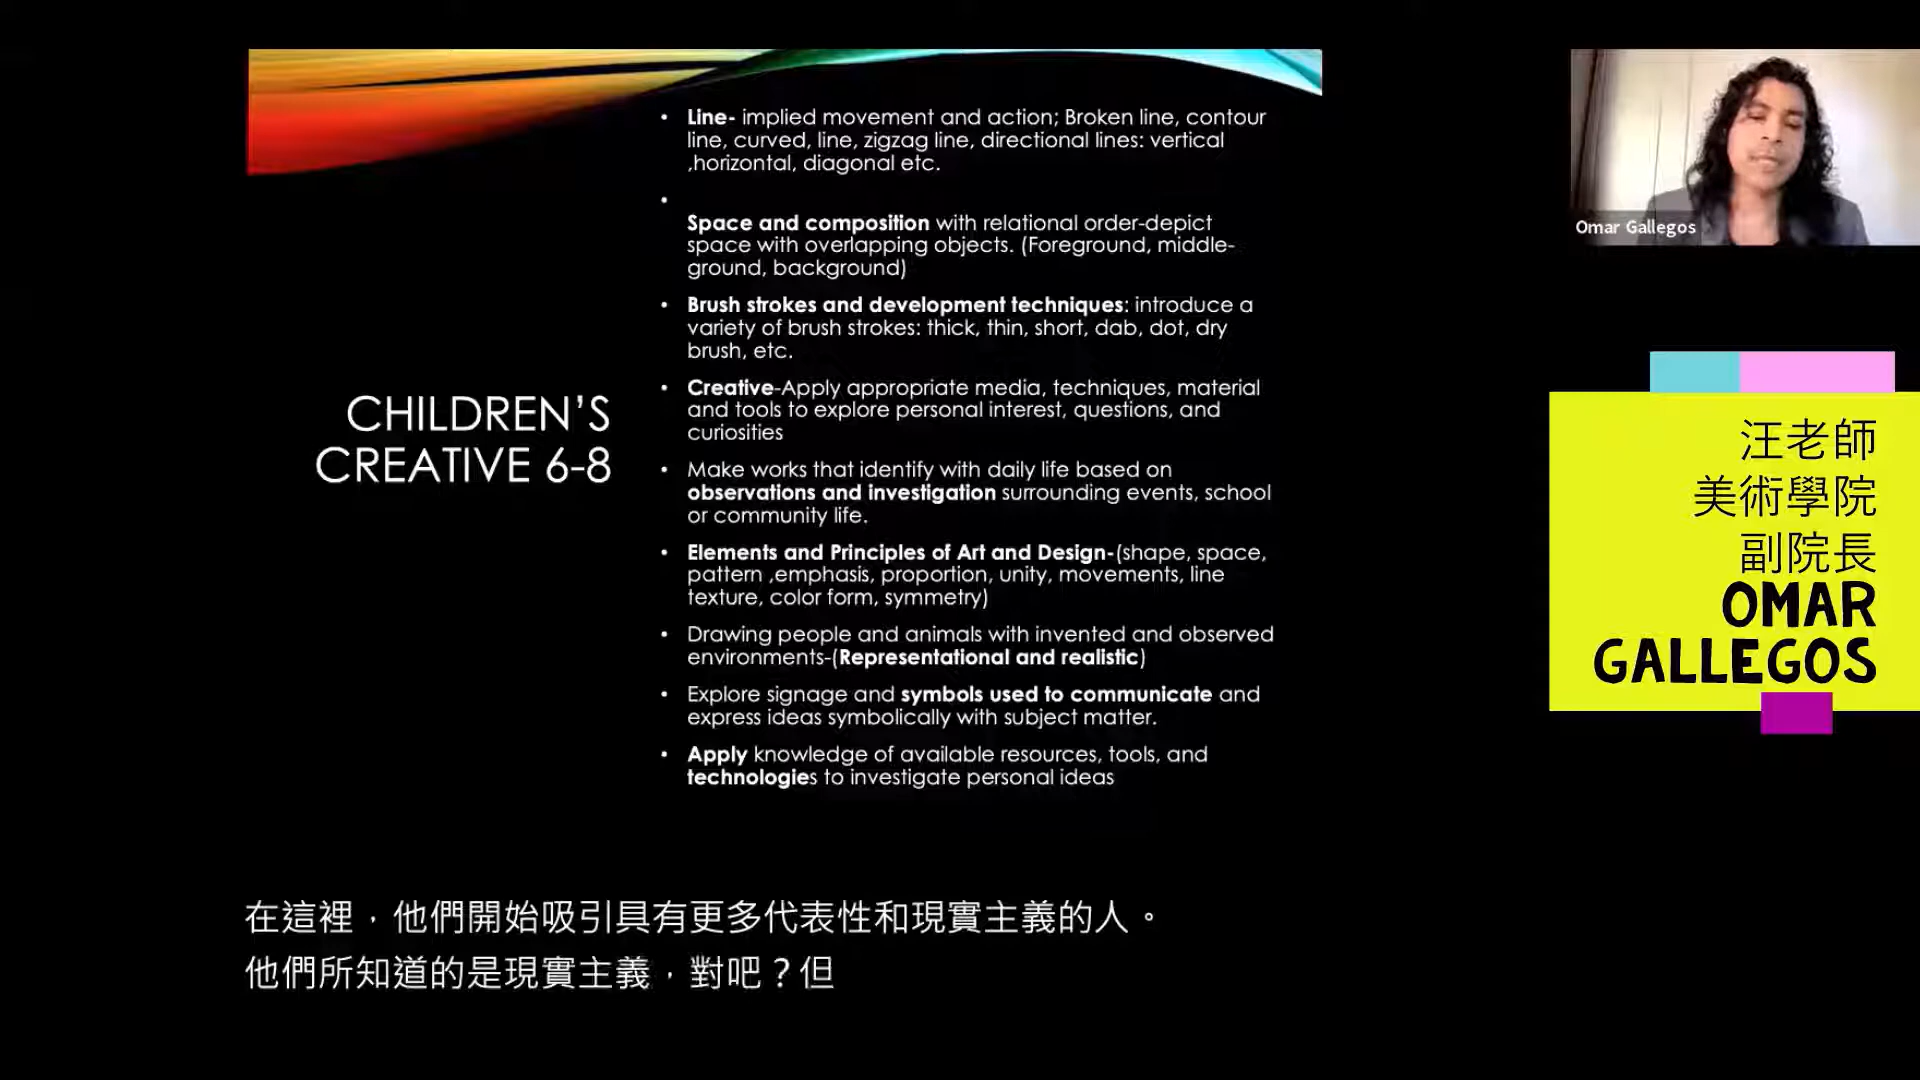 CHILDREN'S
CREATIVE 6-8
• Line- implied movement and action; Broken line, contour
line, curved, line, zigzag line, directional lines: vertical
,horizontal, diagonal etc.
•
Space and composition with relational order-depict
space with overlapping objects. (Foreground, middle-
ground, background)
• Brush strokes and development techniques: introduce a
variety of brush strokes: thick, thin, short, dab, dot, dry
brush, etc.
• Creative-Apply appropriate media, techniques, material
and tools to explore personal interest, questions, and
curiosities
• Make works that identify with daily life based on
observations and investigation surrounding events, school
or community life.
• Elements and Principles of Art and Design-(shape, space,
pattern ,emphasis, proportion, unity, movements, line
texture, color form, symmetry)
• Drawing people and animals with invented and observed
environments-(Representational and realistic)
• Explore signage and symbols used to communicate and
express ideas symbolically with subject matter.
• Apply knowledge of available resources, tools, and
technologies to investigate personal ideas
Omar Gallegos
汪老師
美術學院
副院長
OMAR
GALLEGOS
在這裡，他們開始吸引具有更多代表性和現實主義的人。
他們所知道的是現實主義，對吧？但